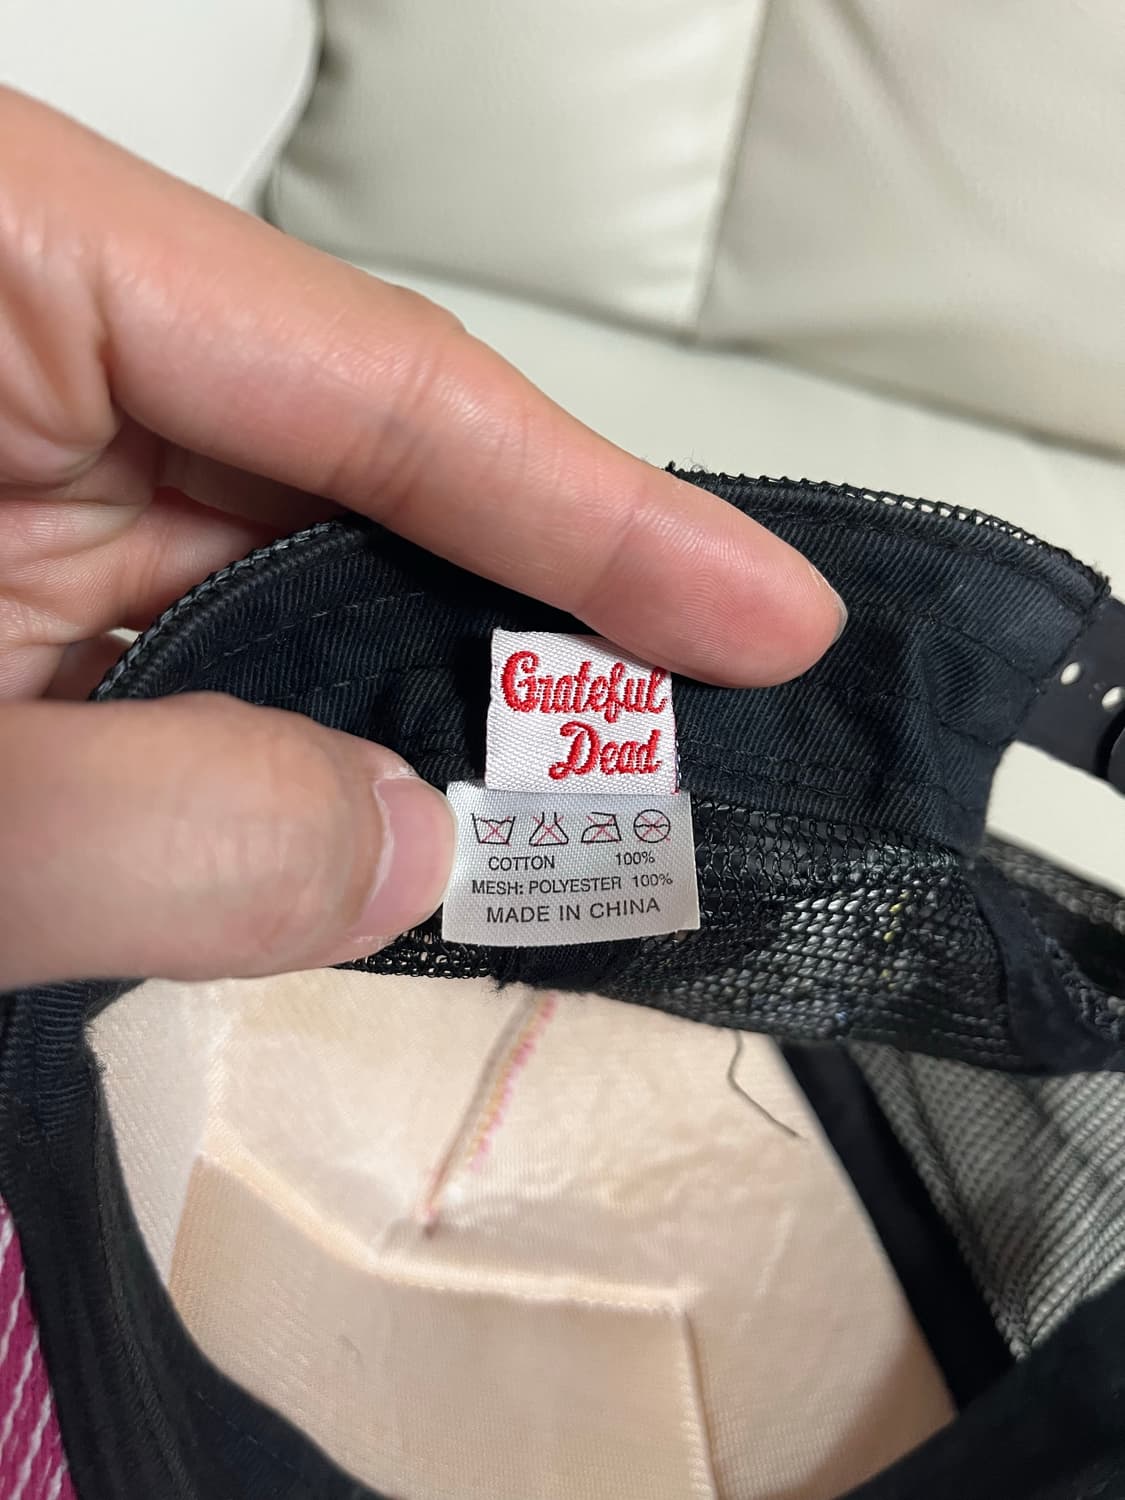 Grateful
Dead
COTTON 100%
MESH: POLYESTER 100%
MADE IN CHINA